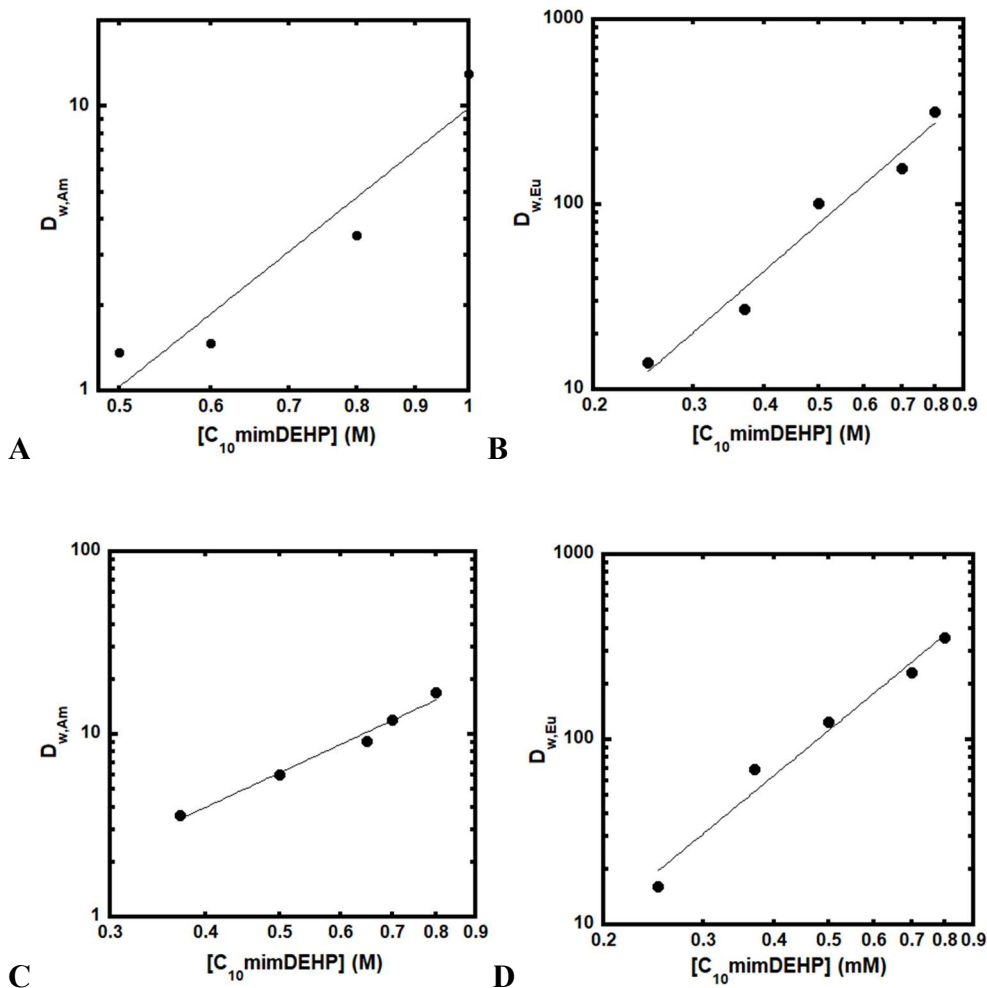 10
1
D_w,Am
0.5 0.6 0.7 0.8 0.9 1
[C_10mimDEHP] (M)
A
1000
100
10
D_w,Eu
0.2 0.3 0.4 0.5 0.6 0.7 0.8 0.9
[C_10mimDEHP] (M)
B
100
10
1
D_w,Am
0.3 0.4 0.5 0.6 0.7 0.8 0.9
[C_10mimDEHP] (M)
C
1000
100
10
D_w,Eu
0.2 0.3 0.4 0.5 0.6 0.7 0.8 0.9
[C_10mimDEHP] (mM)
D